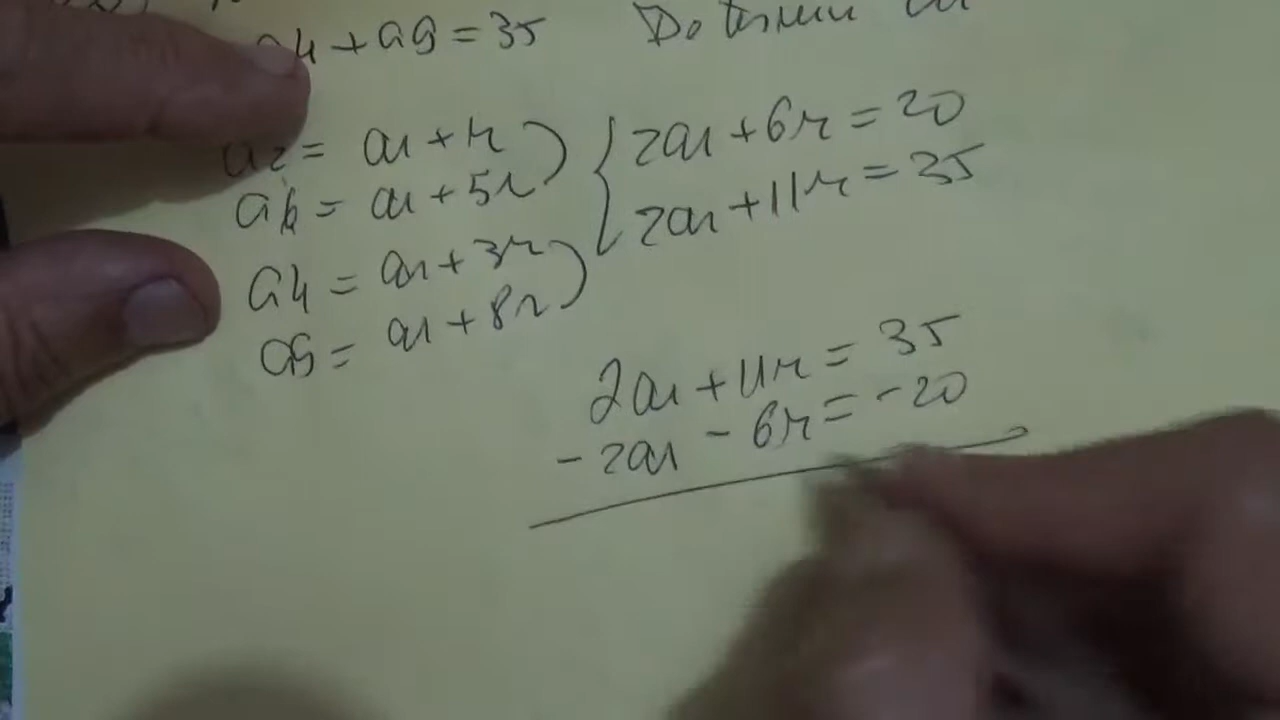 a4 + a9 = 35
a2 = a1 + r
a6 = a1 + 5r
a4 = a1 + 3r
a9 = a1 + 8r
2a1 + 6r = 20
2a1 + 11r = 35
2a1 + 11r = 35
-2a1 - 6r = -20